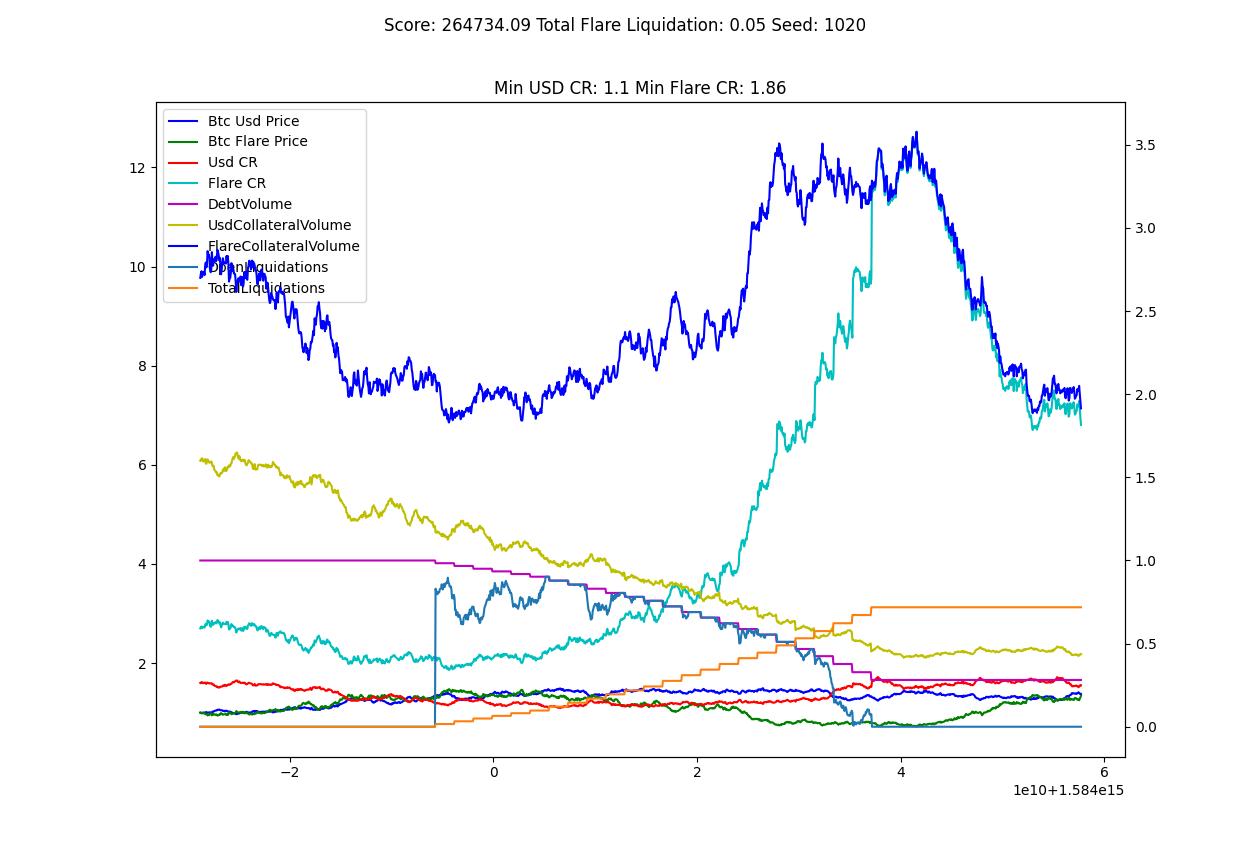 Score: 264734.09 Total Flare Liquidation: 0.05 Seed: 1020
Min USD CR: 1.1 Min Flare CR: 1.86
Btc Usd Price
Btc Flare Price
Usd CR
Flare CR
DebtVolume
UsdCollateralVolume
FlareCollateralVolume
OpenLiquidations
TotalLiquidations
12
10
8
6
4
2
3.5
3.0
2.5
2.0
1.5
1.0
0.5
0.0
−2 0 2 4 6
1e10+1.584e15